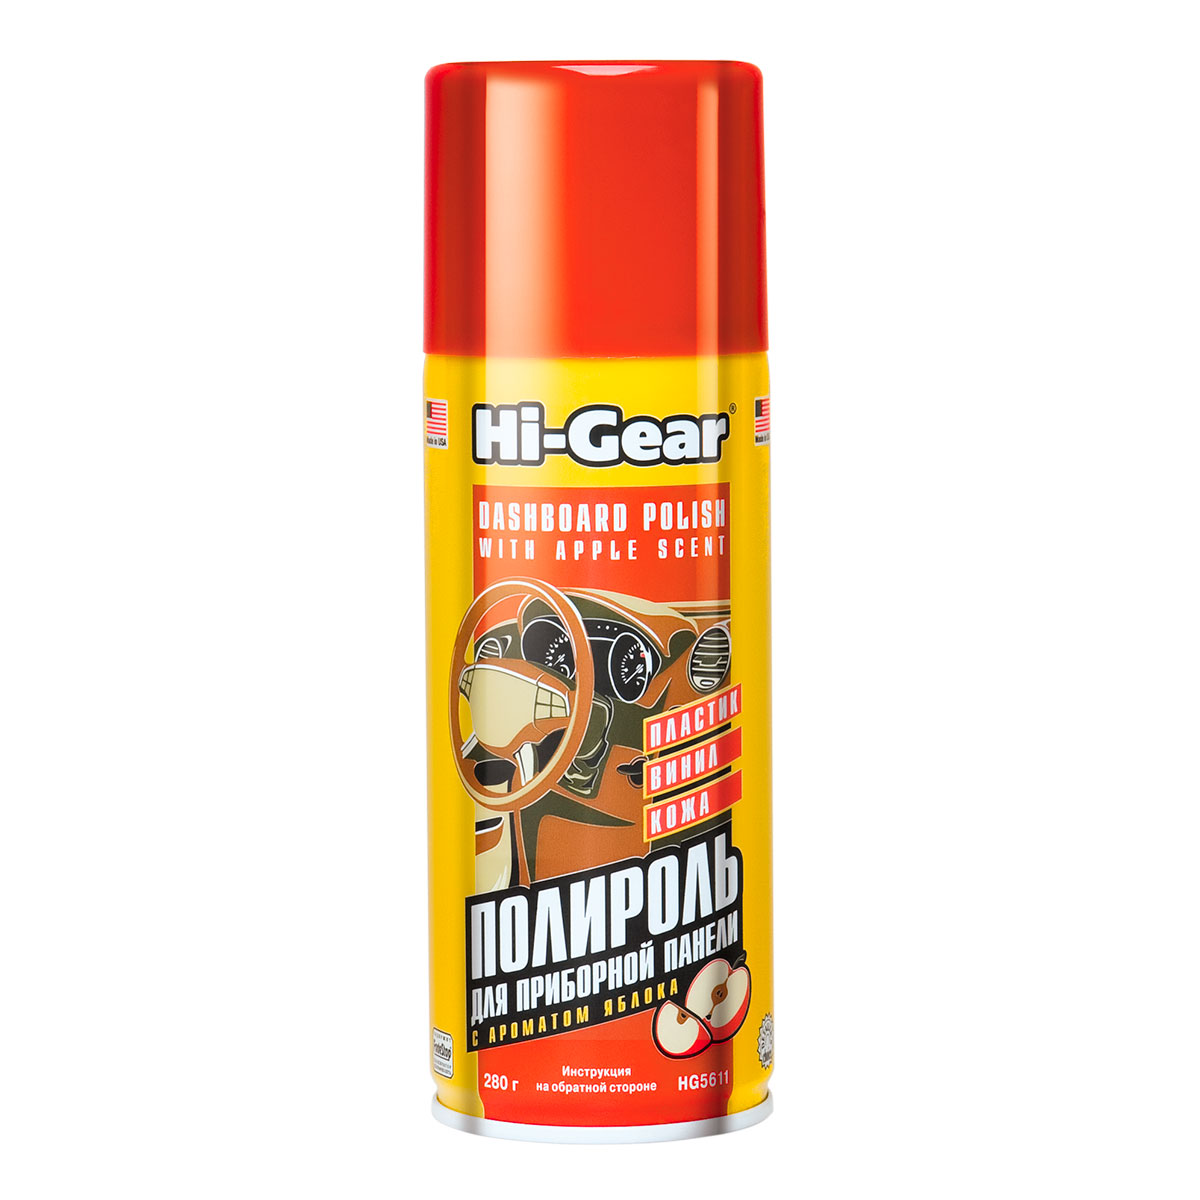 Hi-Gear®
Made in USA
Made in
DASHBOARD POLISH
WITH APPLE SCENT
ПЛАСТИК
ВИНИЛ
КОЖА
ПОЛИРОЛЬ
ДЛЯ ПРИБОРНОЙ ПАНЕЛИ
С АРОМАТОМ ЯБЛОКА
280 г
Инструкция
на обратной стороне
HG5611